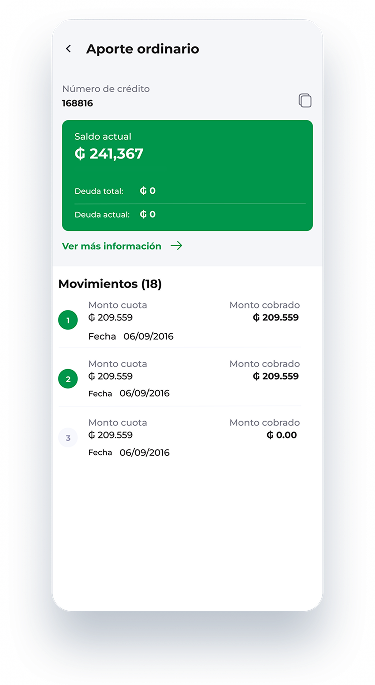 Aporte ordinario
Número de crédito
168816
Saldo actual
₲ 241,367
Deuda total: ₲ 0
Deuda actual: ₲ 0
Ver más información
Movimientos (18)
Monto cuota Monto cobrado
1 ₲ 209.559 ₲ 209.559
Fecha 06/09/2016
Monto cuota Monto cobrado
2 ₲ 209.559 ₲ 209.559
Fecha 06/09/2016
Monto cuota Monto cobrado
3 ₲ 209.559 ₲ 0.00
Fecha 06/09/2016